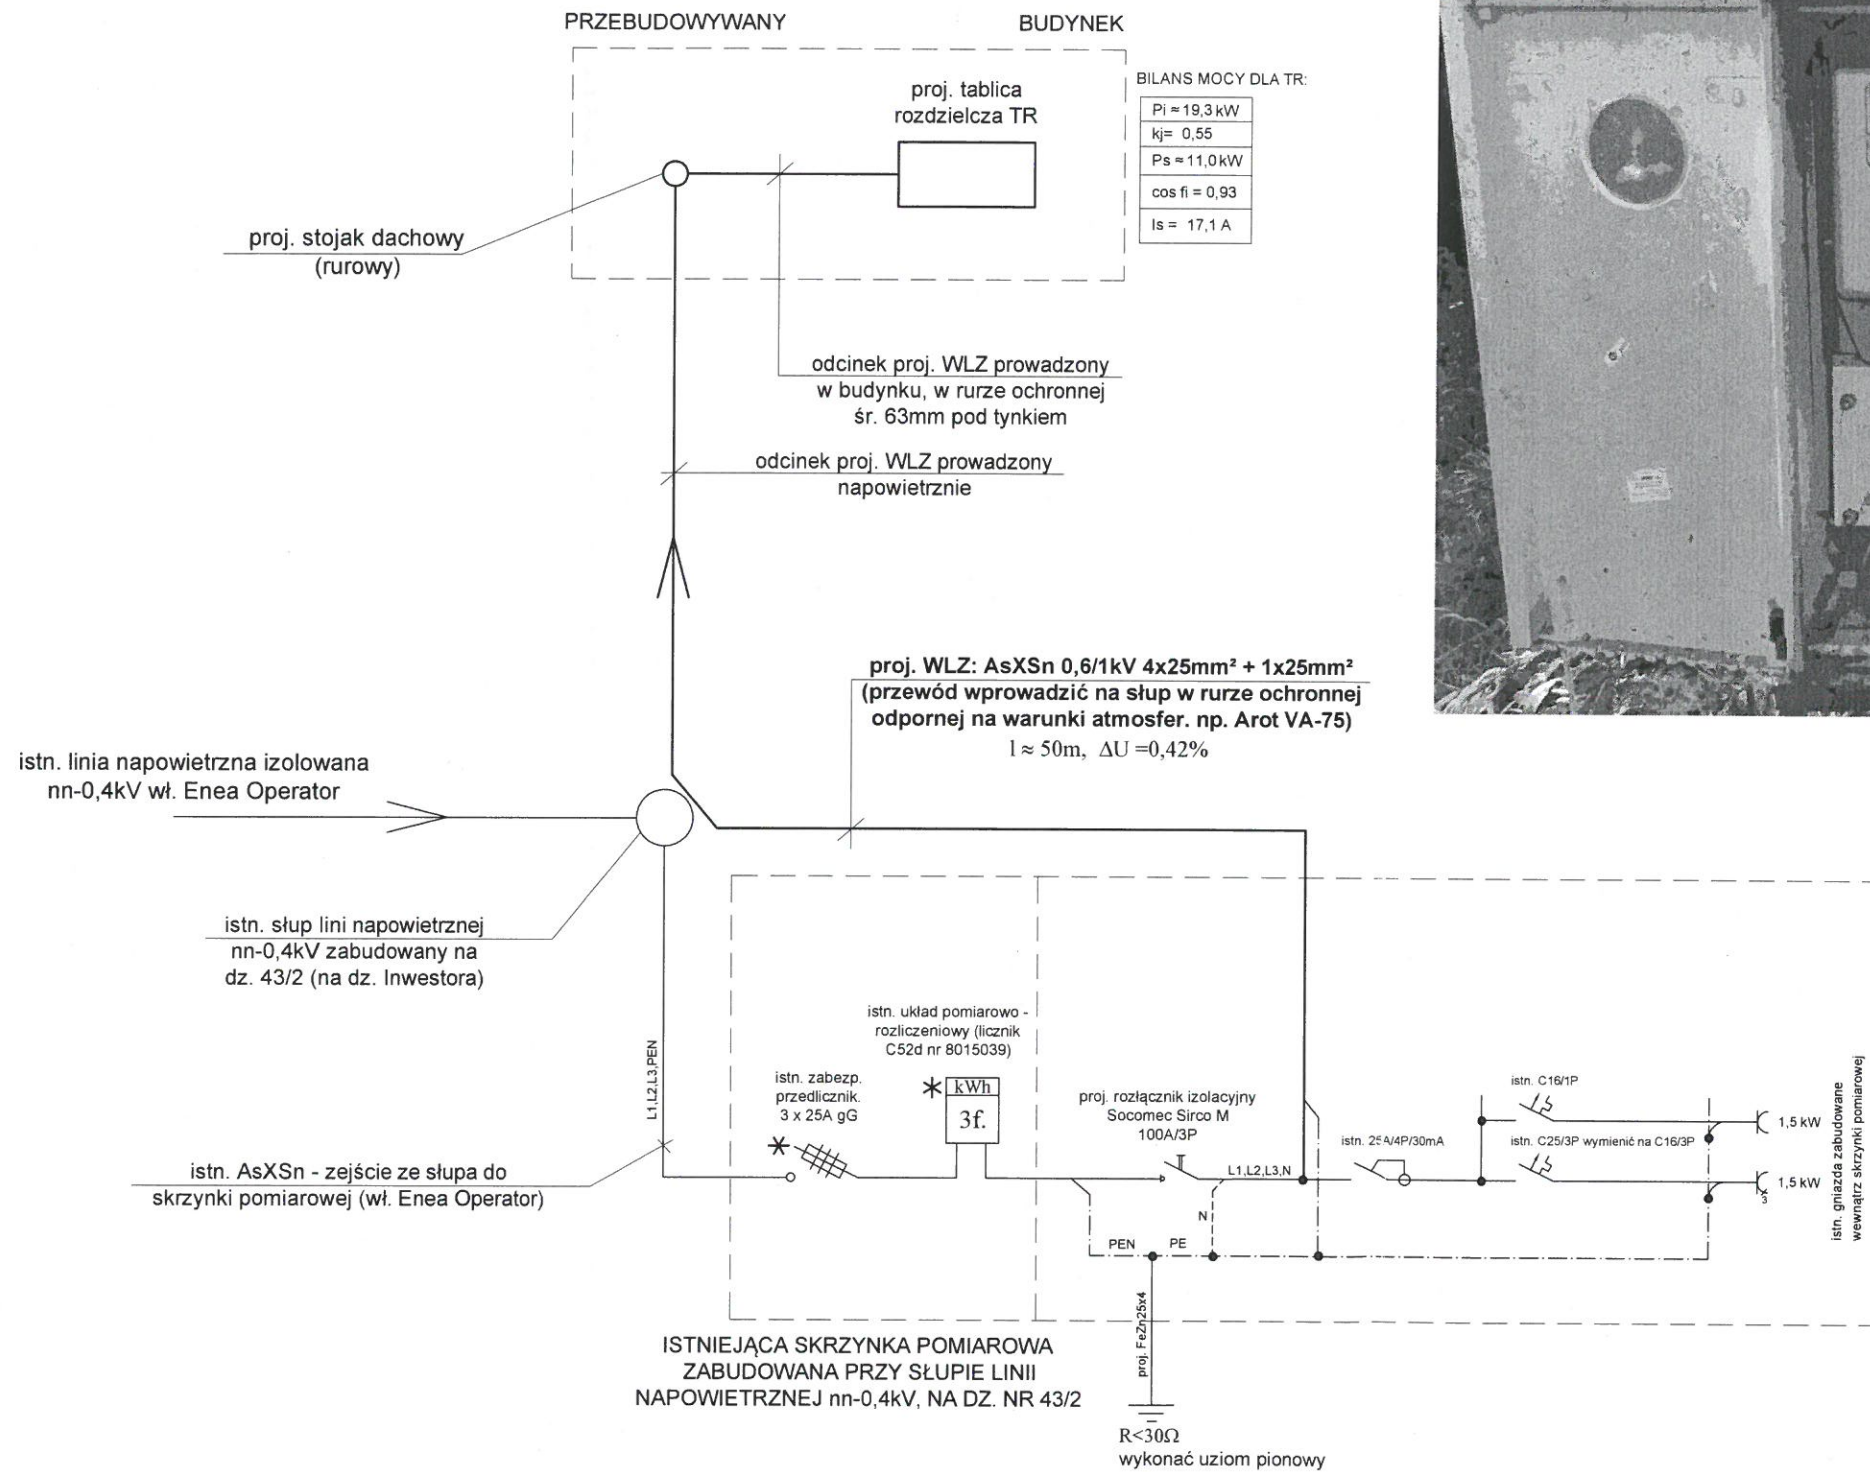 PRZEBUDOWYWANY BUDYNEK
BILANS MOCY DLA TR:
Pi ≈ 19,3 kW
kj= 0,55
Ps ≈ 11,0kW
cos fi = 0,93
Is = 17,1 A
proj. tablica
rozdzielcza TR
proj. stojak dachowy
(rurowy)
odcinek proj. WLZ prowadzony
w budynku, w rurze ochronnej
śr. 63mm pod tynkiem
odcinek proj. WLZ prowadzony
napowietrznie
proj. WLZ: AsXSn 0,6/1kV 4x25mm² + 1x25mm²
(przewód wprowadzić na słup w rurze ochronnej
odpornej na warunki atmosfer. np. Arot VA-75)
l ≈ 50m, ΔU =0,42%
istn. linia napowietrzna izolowana
nn-0,4kV wł. Enea Operator
istn. słup lini napowietrznej
nn-0,4kV zabudowany na
dz. 43/2 (na dz. Inwestora)
L1,L2,L3,PEN
istn. AsXSn - zejście ze słupa do
skrzynki pomiarowej (wł. Enea Operator)
istn. zabezp.
przedlicznik.
3 x 25A gG
istn. układ pomiarowo -
rozliczeniowy (licznik
C52d nr 8015039)
kWh
3f.
proj. rozłącznik izolacyjny
Socomec Sirco M
100A/3P
L1,L2,L3,N
N
PEN
PE
istn. 25A/4P/30mA
istn. C16/1P
istn. C25/3P wymienić na C16/3P
1,5 kW
1,5 kW
3
istn. gniazda zabudowane
wewnątrz skrzynki pomiarowej
proj. FeZn25x4
R<30Ω
wykonać uziom pionowy
ISTNIEJĄCA SKRZYNKA POMIAROWA
ZABUDOWANA PRZY SŁUPIE LINII
NAPOWIETRZNEJ nn-0,4kV, NA DZ. NR 43/2